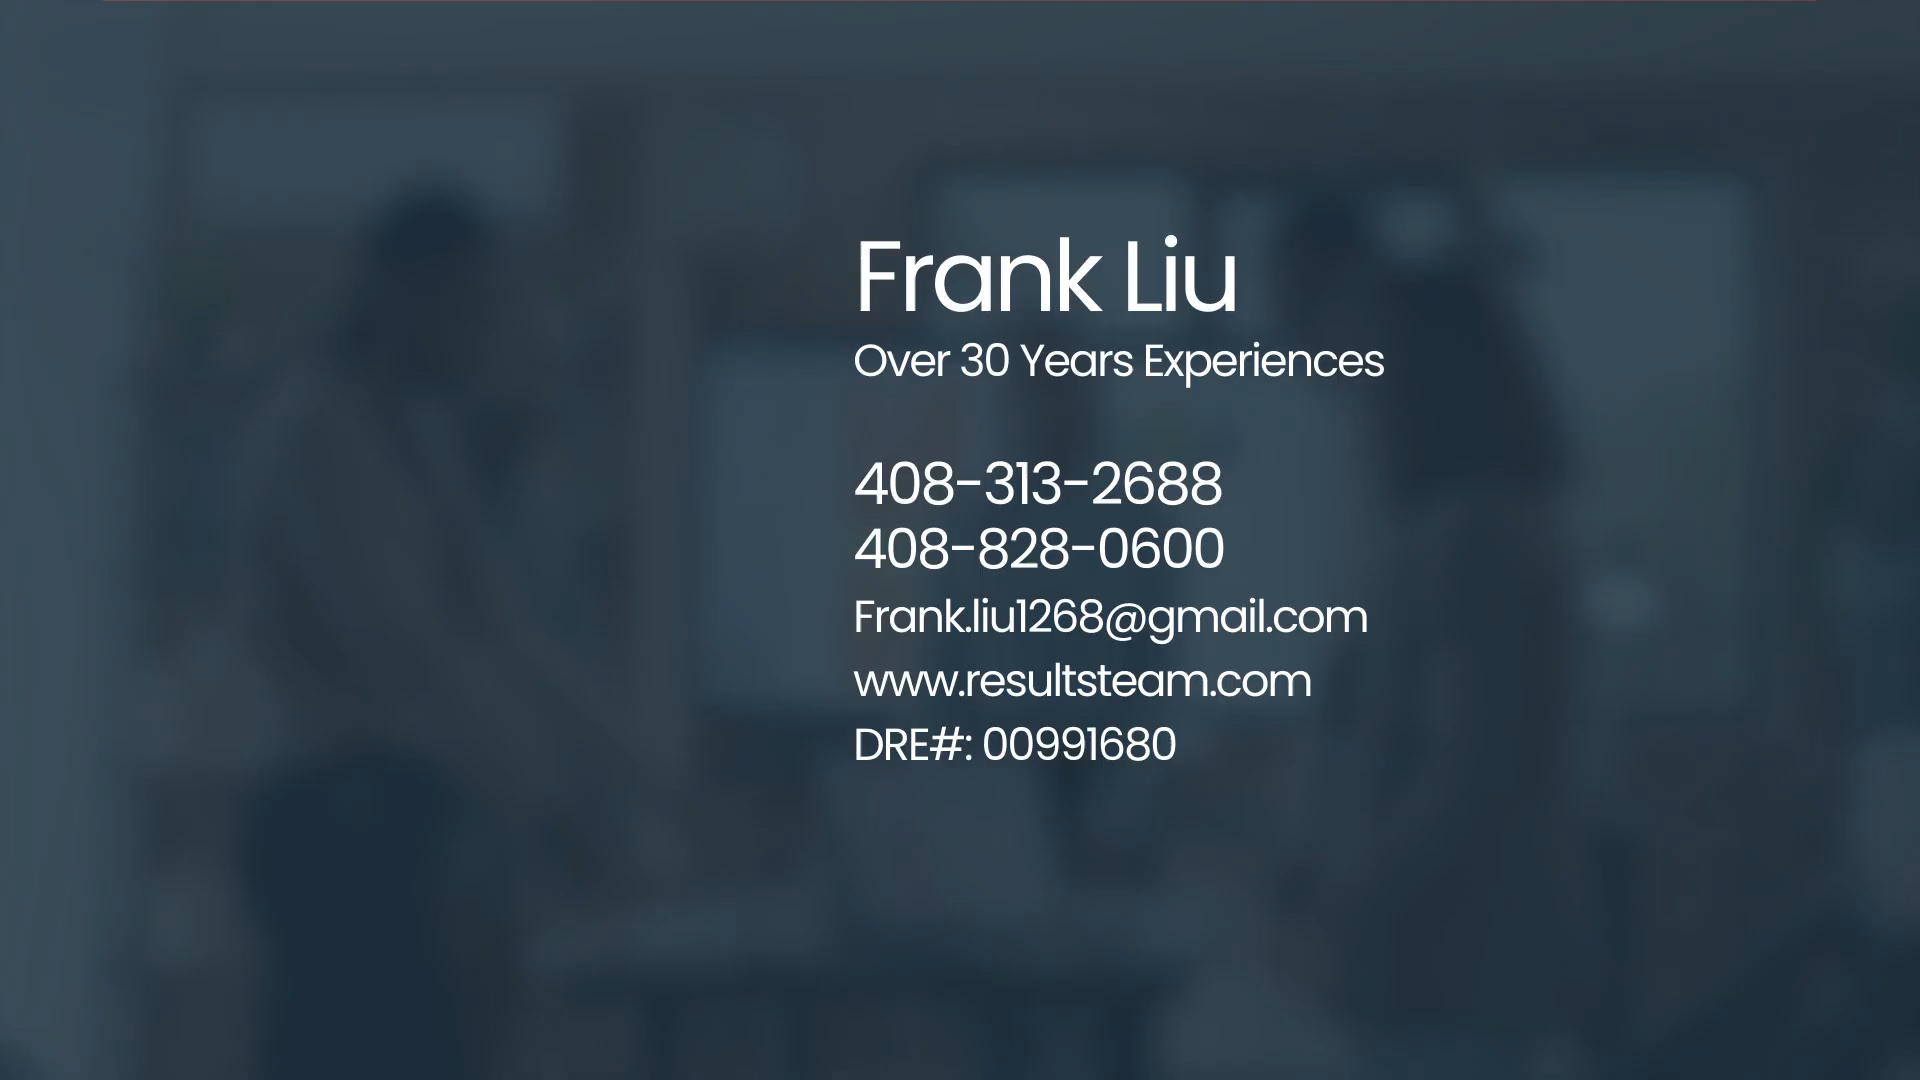 Frank Liu
Over 30 Years Experiences
408-313-2688
408-828-0600
Frank.liu1268@gmail.com
www.resultsteam.com
DRE#: 00991680